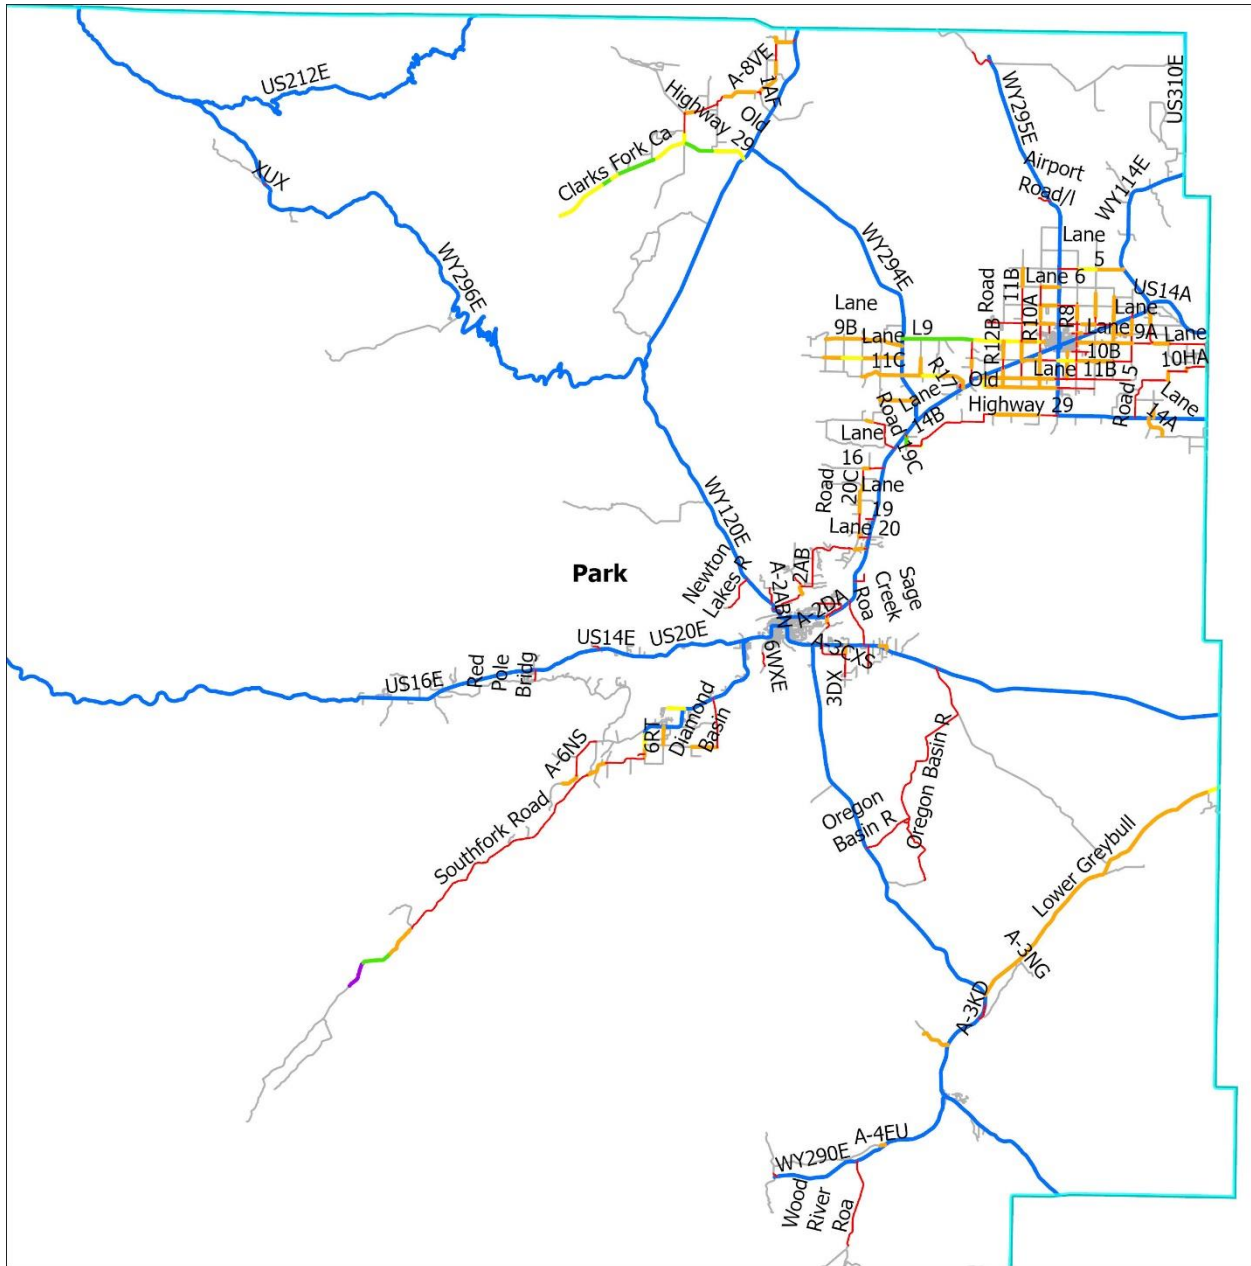 US212E
A-8VE
1AF
Old
Highway 29
Clarks Fork Ca
XUX
WY296E
WY294E
WY295E
US310E
Airport
Road/l
WY114E
Lane
5
Lane 6
Road
11B
R10A
R8
US14A
Lane
Lane
9A
Lane
10B
10HA
Lane
9B
Lane
L9
11C
R12B
R17
Old
Lane 11B
Road 5
Lane
14A
Highway 29
Lane
14B
Road
19C
Lane
16
Road
20C
Lane
19
Lane 20
WY120E
Park
Newton
Lakes R
A-2ABN
2AB
A-2DA
Sage
Creek
Roa
US14E
US20E
US16E
Red
Pole
Bridg
6WXE
A-3CXS
3DX
Diamond
Basin
6RT
A-6NS
Southfork Road
Oregon
Basin R
Oregon Basin R
Lower Greybull
A-3NG
A-3KD
A-4EU
WY290E
Wood
River
Roa